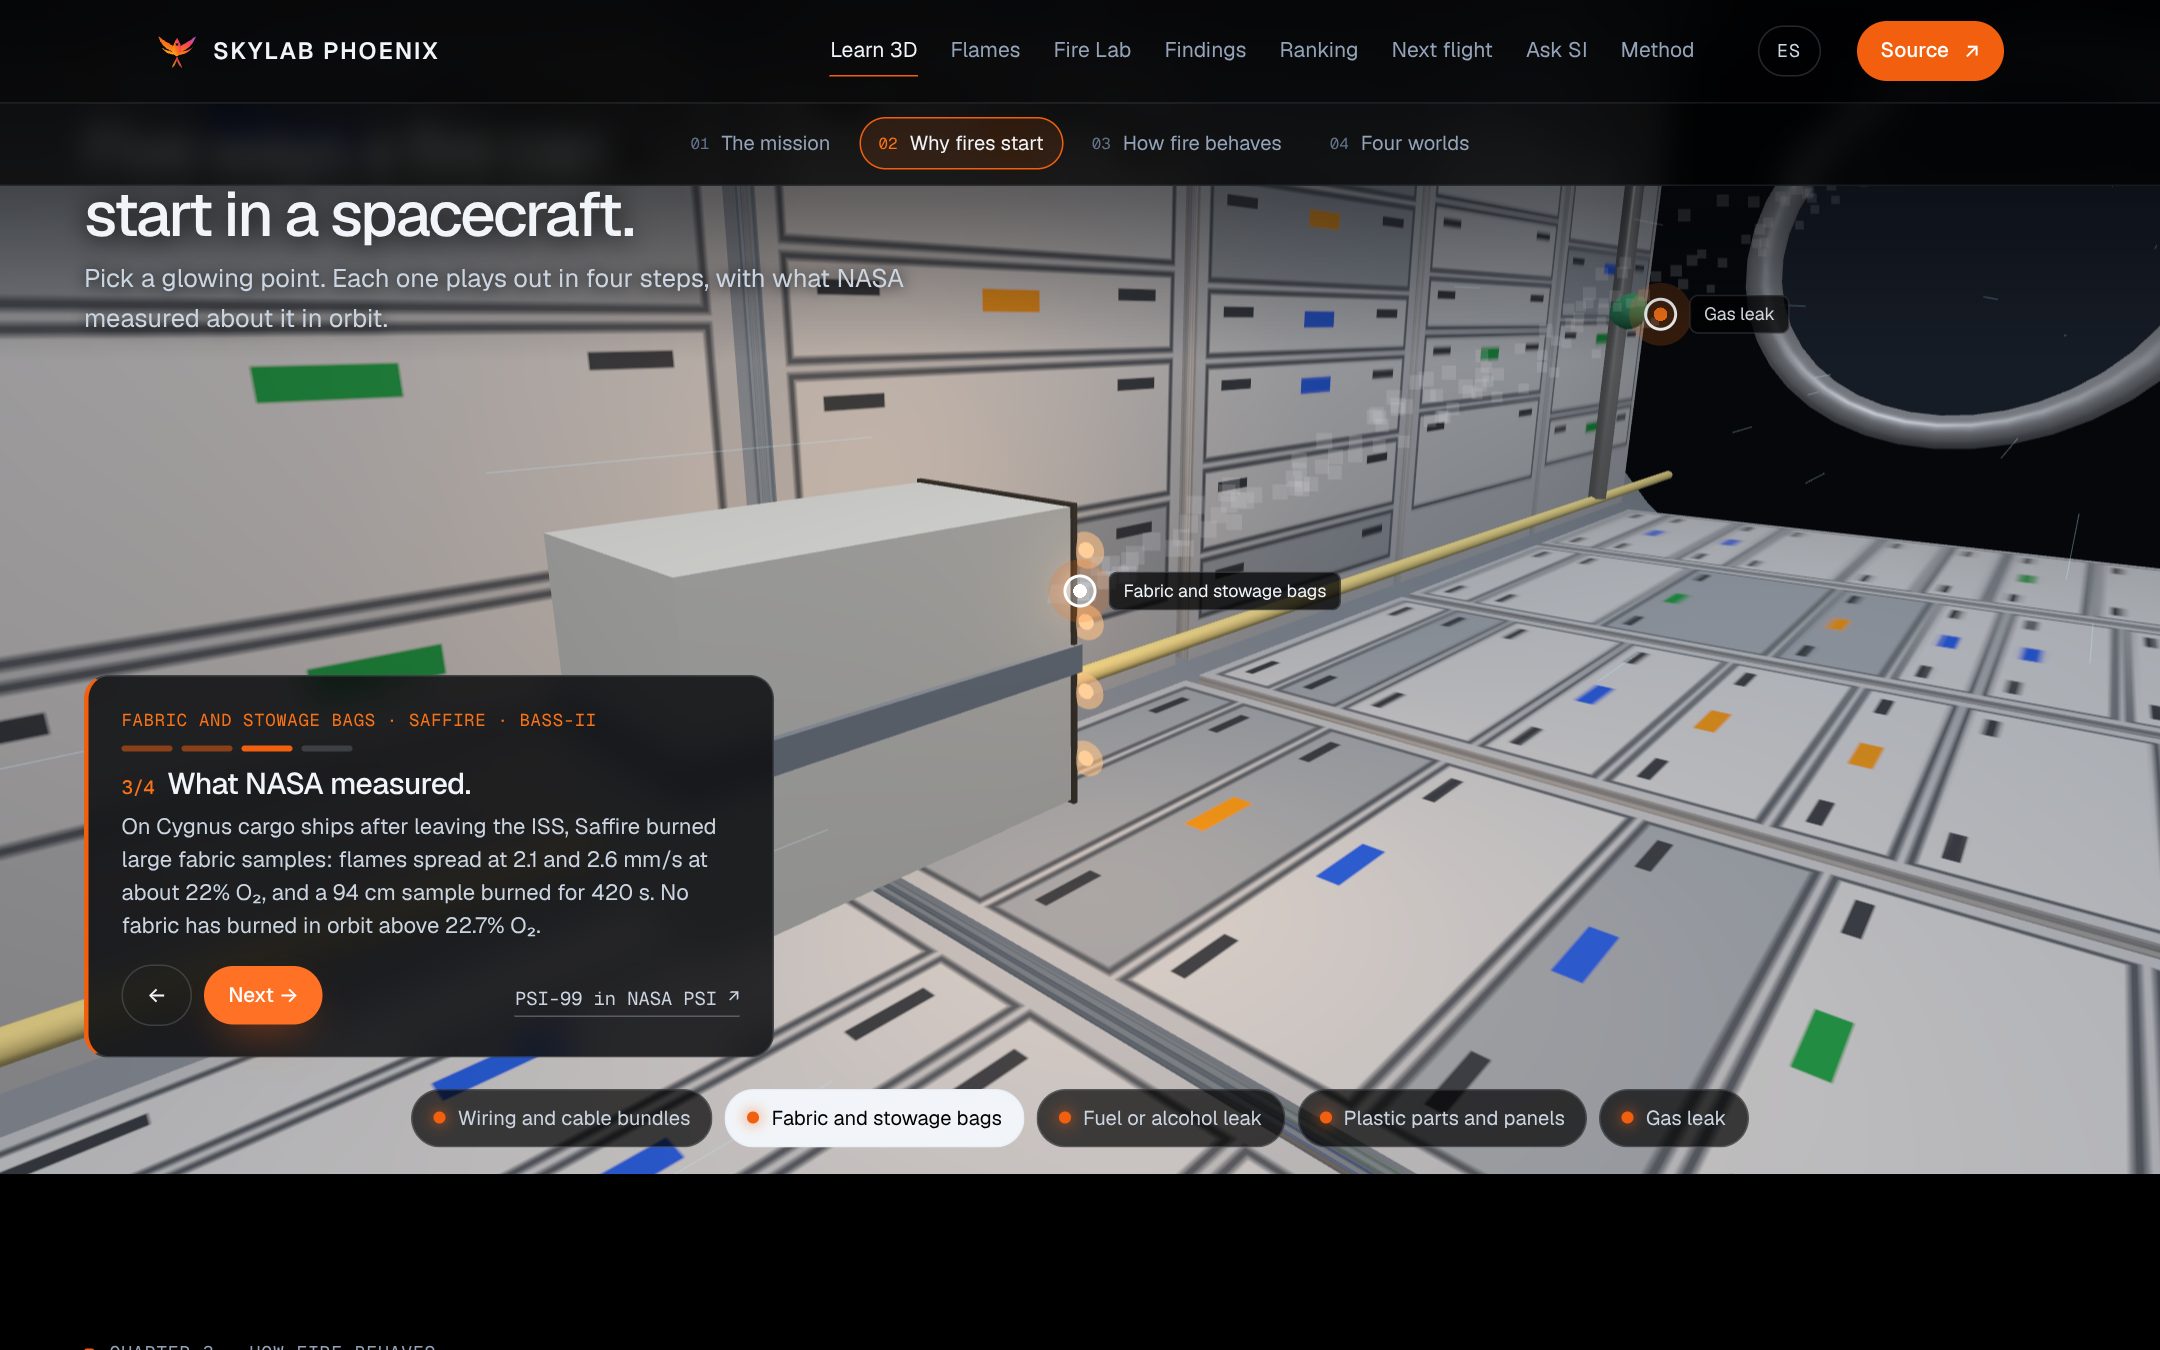 SKYLAB PHOENIX
Learn 3D
Flames
Fire Lab
Findings
Ranking
Next flight
Ask SI
Method
ES
Source ↗
01 The mission
02 Why fires start
03 How fire behaves
04 Four worlds
start in a spacecraft.
Pick a glowing point. Each one plays out in four steps, with what NASA
measured about it in orbit.
Gas leak
Fabric and stowage bags
FABRIC AND STOWAGE BAGS · SAFFIRE · BASS-II
3/4 What NASA measured.
On Cygnus cargo ships after leaving the ISS, Saffire burned
large fabric samples: flames spread at 2.1 and 2.6 mm/s at
about 22% O₂, and a 94 cm sample burned for 420 s. No
fabric has burned in orbit above 22.7% O₂.
←
Next →
PSI-99 in NASA PSI ↗
Wiring and cable bundles
Fabric and stowage bags
Fuel or alcohol leak
Plastic parts and panels
Gas leak